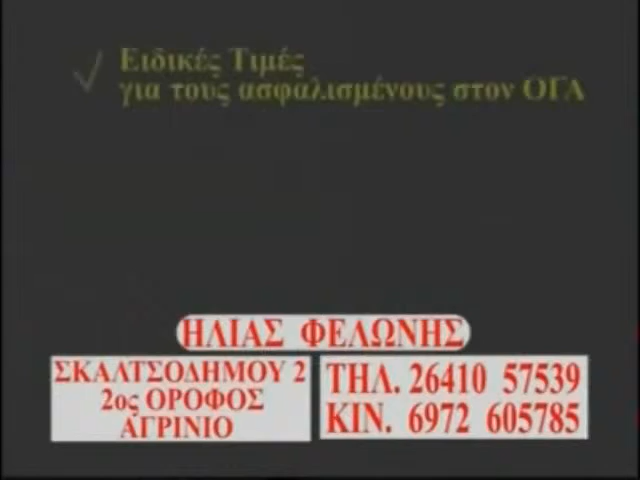 Ειδικές Τιμές
για τους ασφαλισμένους στον ΟΓΑ
ΗΛΙΑΣ ΦΕΛΩΝΗΣ
ΣΚΑΛΤΣΟΔΗΜΟΥ 2
2ος ΟΡΟΦΟΣ
ΑΓΡΙΝΙΟ
ΤΗΛ. 26410 57539
ΚΙΝ. 6972 605785